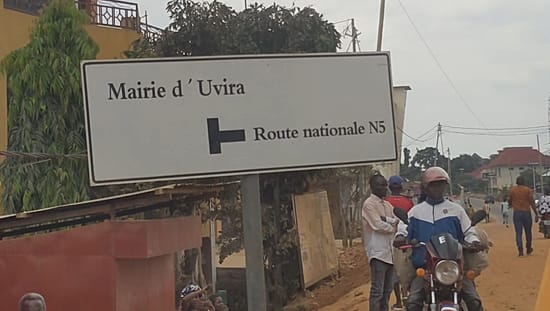 Mairie d'Uvira
Route nationale N5